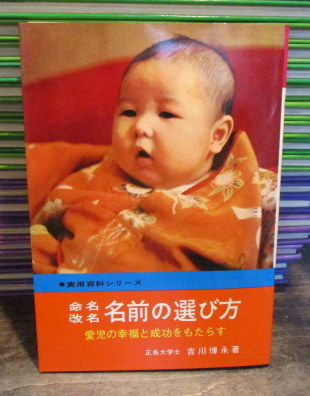 ●実用百科シリーズ
命名
改名 名前の選び方
愛児の幸福と成功をもたらす
正名大学士 吉川博永著